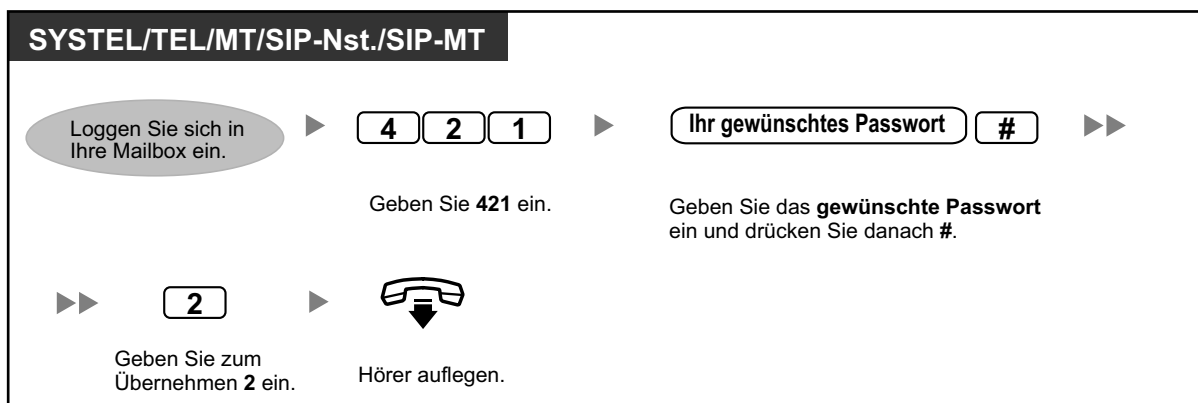 SYSTEL/TEL/MT/SIP-Nst./SIP-MT
Loggen Sie sich in
Ihre Mailbox ein.
4 2 1
Geben Sie 421 ein.
Ihr gewünschtes Passwort #
Geben Sie das gewünschte Passwort
ein und drücken Sie danach #.
2
Geben Sie zum
Übernehmen 2 ein.
Hörer auflegen.